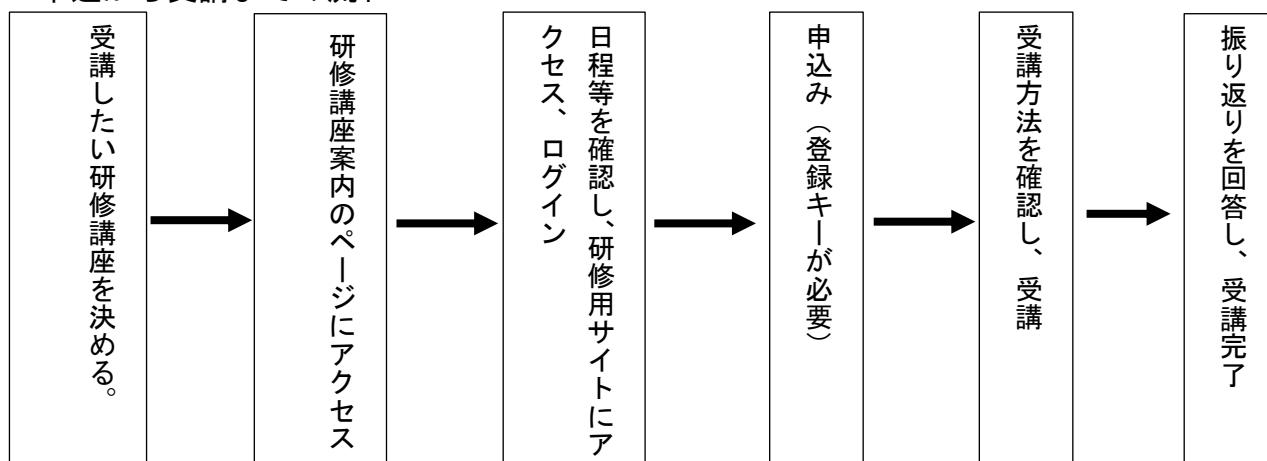 受講したい研修講座を決める。
研修講座案内のページにアクセス
日程等を確認し、研修用サイトにア
クセス、ログイン
申込み（登録キーが必要）
受講方法を確認し、受講
振り返りを回答し、受講完了